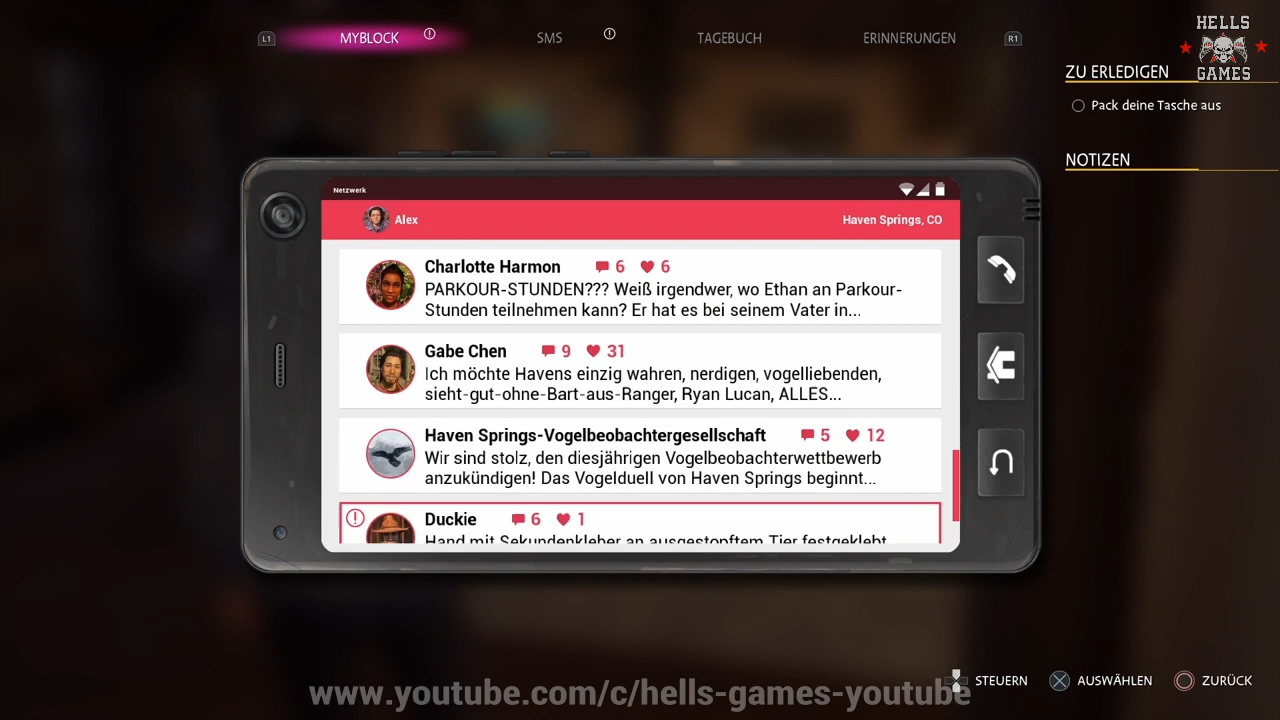 L1
MYBLOCK
SMS
TAGEBUCH
ERINNERUNGEN
R1
HELLS
GAMES
ZU ERLEDIGEN
Pack deine Tasche aus
NOTIZEN
Netzwerk
Alex
Haven Springs, CO
Charlotte Harmon 6 6
PARKOUR-STUNDEN??? Weiß irgendwer, wo Ethan an Parkour-
Stunden teilnehmen kann? Er hat es bei seinem Vater in...
Gabe Chen 9 31
Ich möchte Havens einzig wahren, nerdigen, vogelliebenden,
sieht-gut-ohne-Bart-aus-Ranger, Ryan Lucan, ALLES...
Haven Springs-Vogelbeobachtergesellschaft 5 12
Wir sind stolz, den diesjährigen Vogelbeobachterwettbewerb
anzukündigen! Das Vogelduell von Haven Springs beginnt...
Duckie 6 1
Hand mit Sekundenkleber an ausgestopftem Tier festgeklebt
STEUERN
AUSWÄHLEN
ZURÜCK
www.youtube.com/c/hells-games-youtube